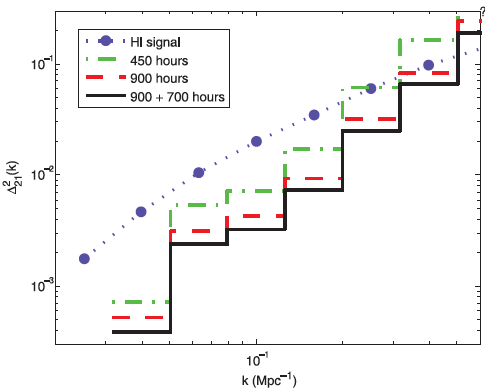 ?
HI signal
450 hours
900 hours
900 + 700 hours
10⁻¹
10⁻²
10⁻³
Δ²₂₁(k)
10⁻¹
k (Mpc⁻¹)